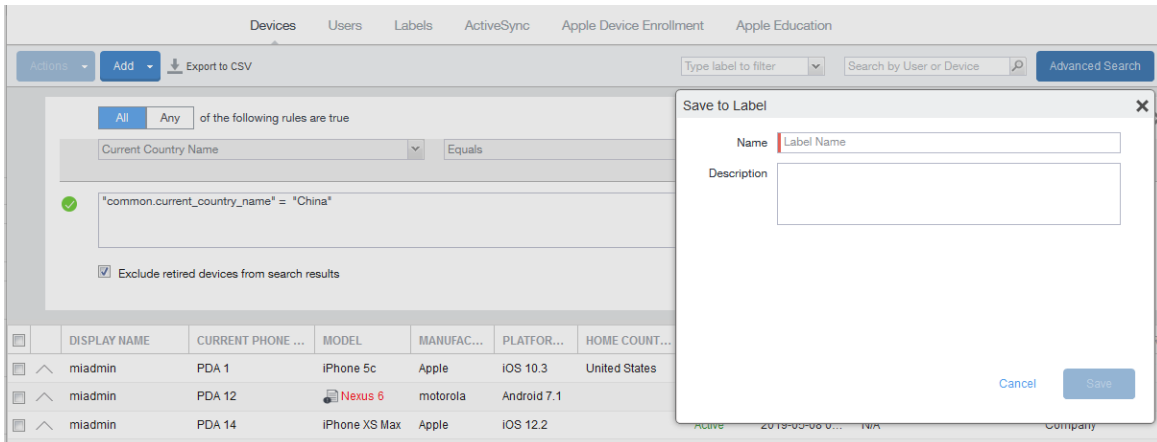 Devices Users Labels ActiveSync Apple Device Enrollment Apple Education
Actions Add Export to CSV Type label to filter Search by User or Device Advanced Search
Save to Label
All Any of the following rules are true
Name Label Name
Current Country Name Equals
Description
"common.current_country_name" = "China"
Exclude retired devices from search results
DISPLAY NAME CURRENT PHONE ... MODEL MANUFAC... PLATFOR... HOME COUNT...
miadmin PDA 1 iPhone 5c Apple iOS 10.3 United States
Cancel Save
miadmin PDA 12 Nexus 6 motorola Android 7.1
miadmin PDA 14 iPhone XS Max Apple iOS 12.2 Active 2019-05-08 0... N/A Company